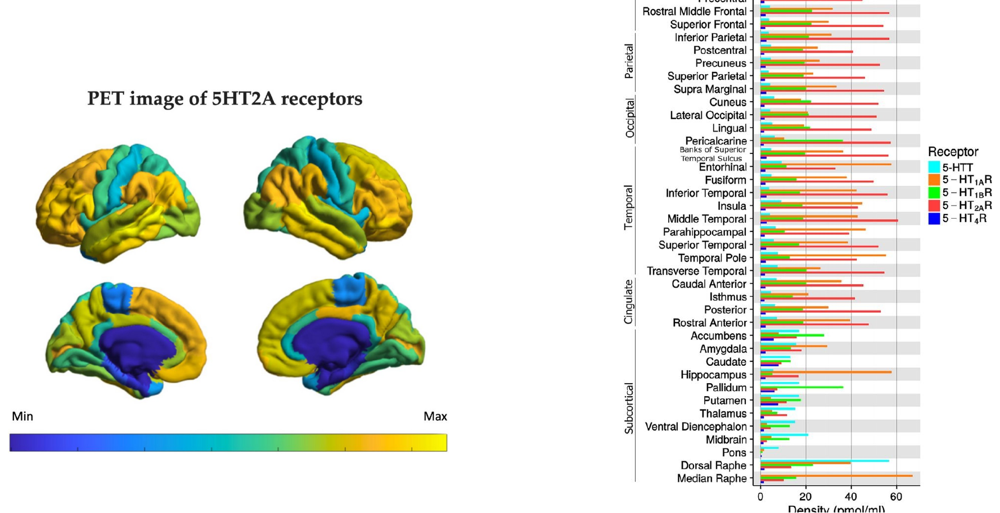 PET image of 5HT2A receptors
Min
Max
Precentral
Rostral Middle Frontal
Superior Frontal
Parietal
Inferior Parietal
Postcentral
Precuneus
Superior Parietal
Supra Marginal
Occipital
Cuneus
Lateral Occipital
Lingual
Pericalcarine
Temporal
Banks of Superior
Temporal Sulcus
Entorhinal
Fusiform
Inferior Temporal
Insula
Middle Temporal
Parahippocampal
Superior Temporal
Temporal Pole
Transverse Temporal
Cingulate
Caudal Anterior
Isthmus
Posterior
Rostral Anterior
Subcortical
Accumbens
Amygdala
Caudate
Hippocampus
Pallidum
Putamen
Thalamus
Ventral Diencephalon
Midbrain
Pons
Dorsal Raphe
Median Raphe
0 20 40 60
Density (pmol/ml)
Receptor
5-HTT
5-HT1AR
5-HT1BR
5-HT2AR
5-HT4R